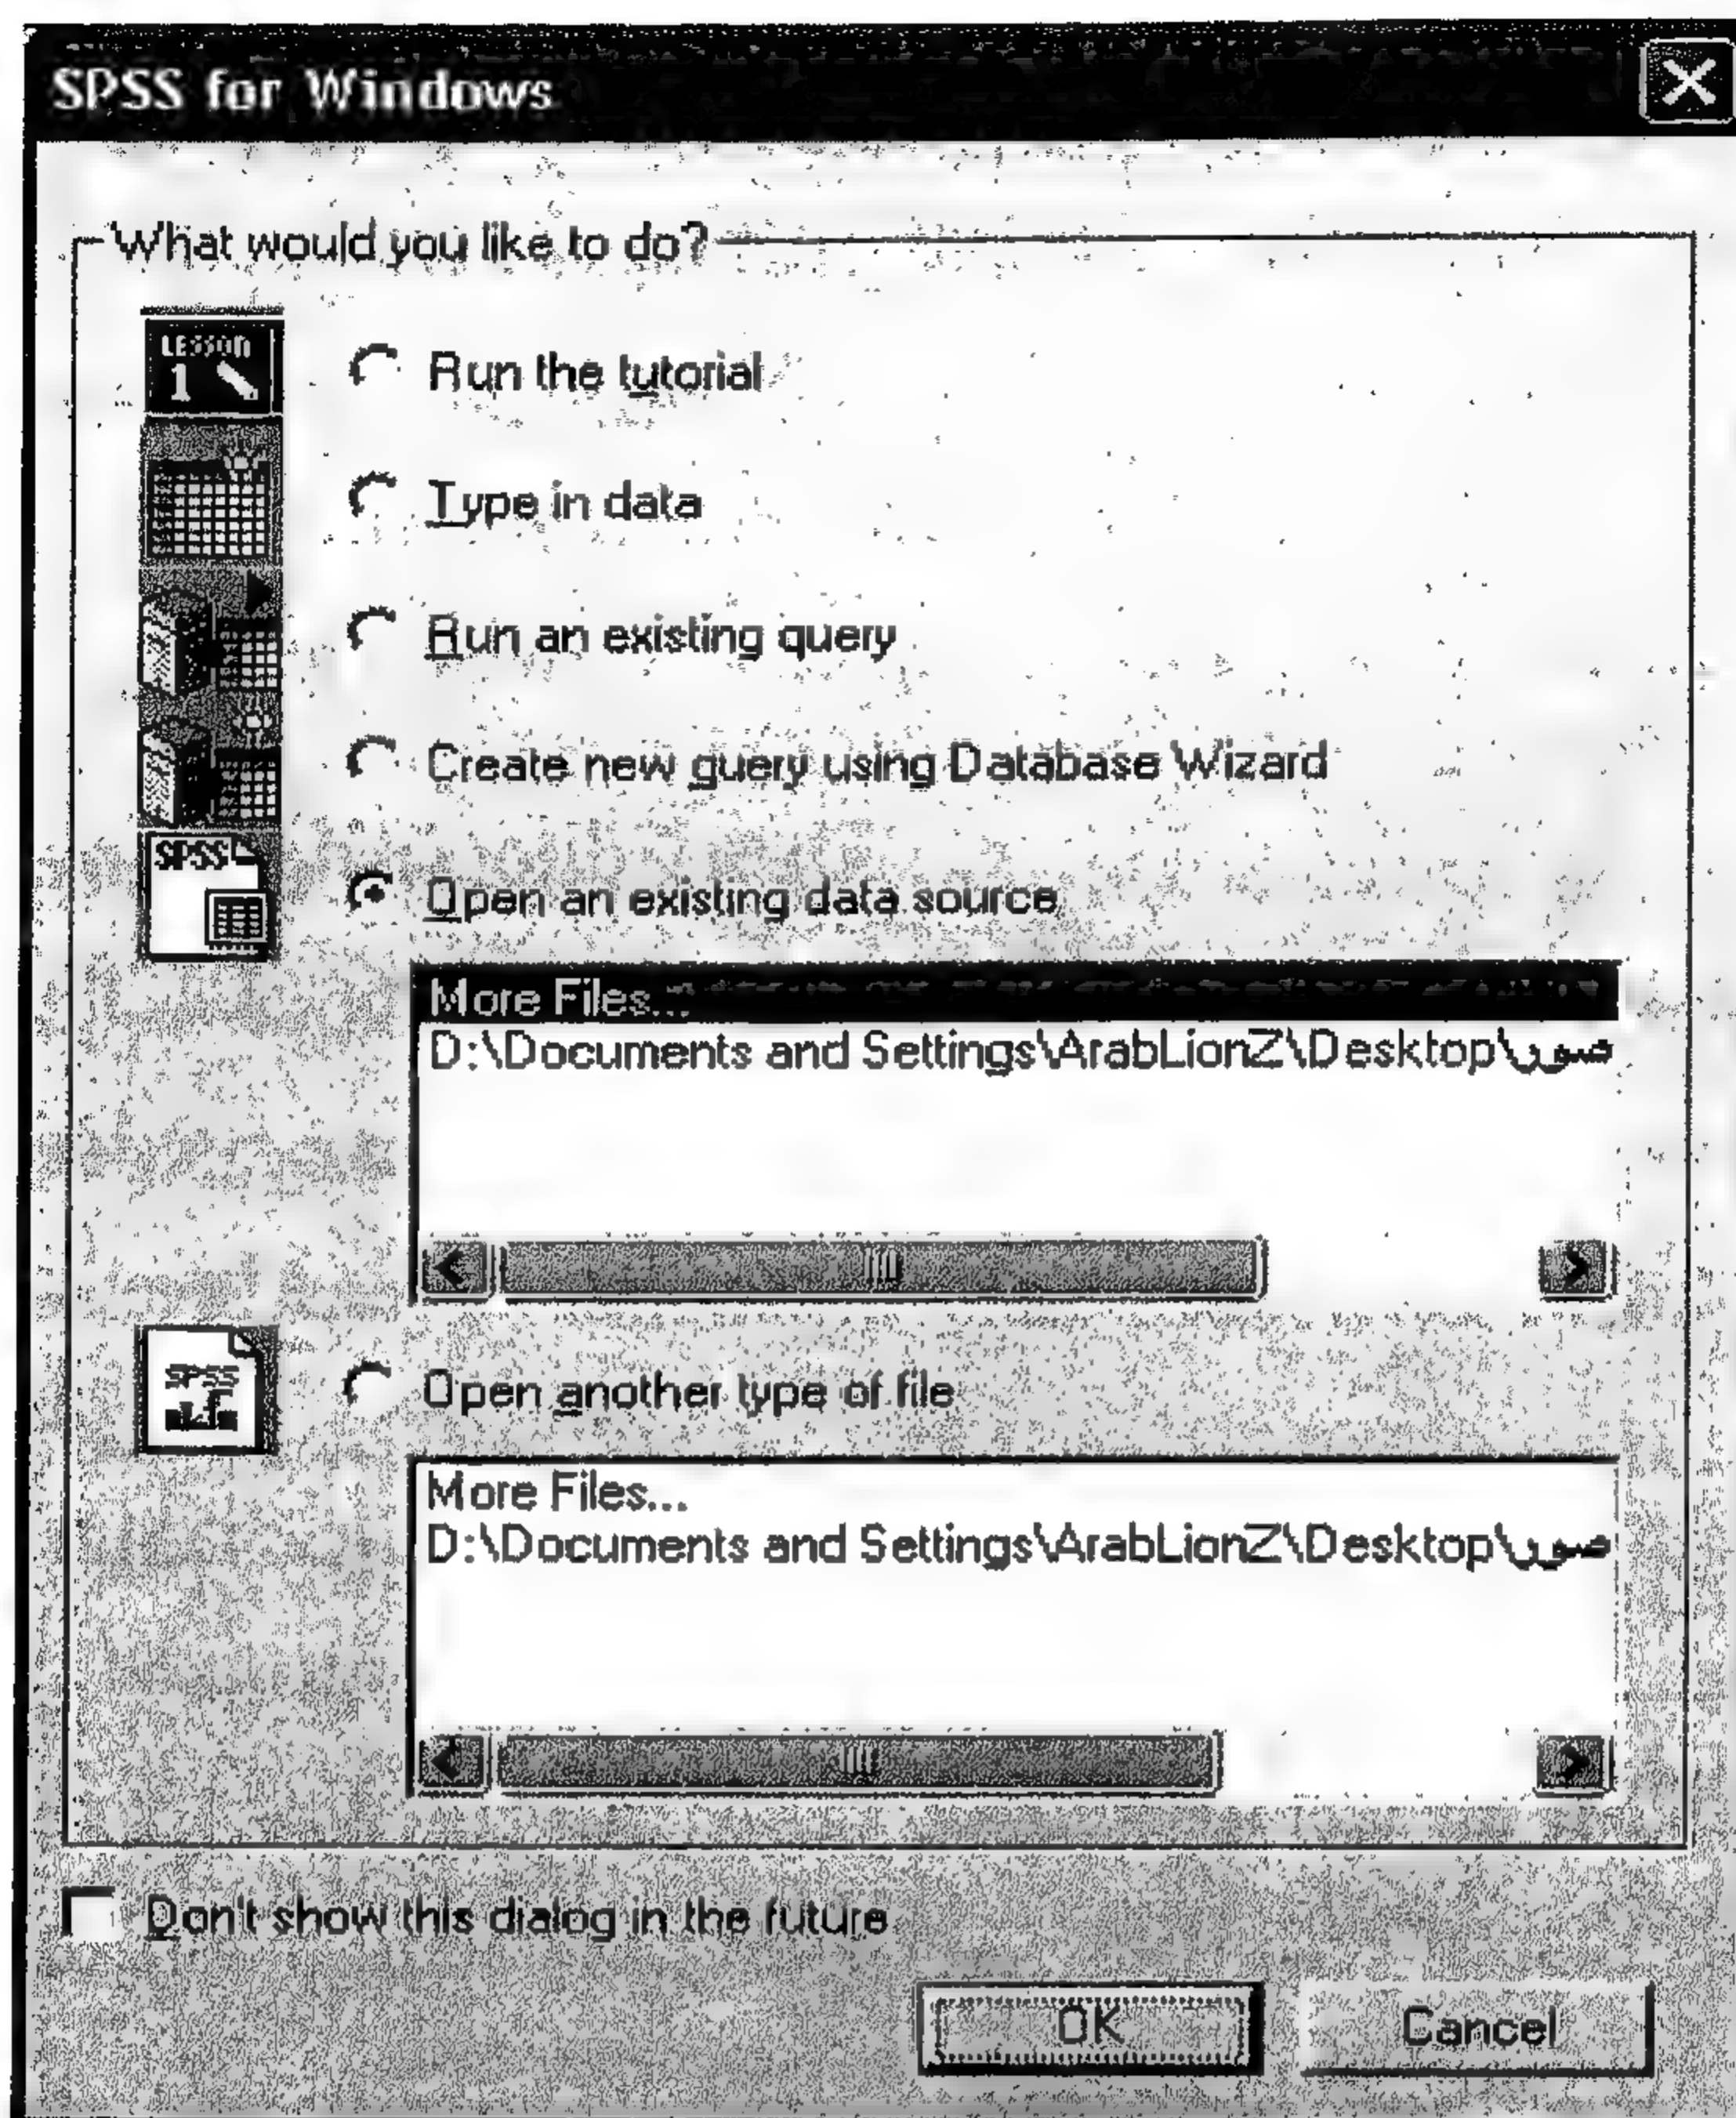 SPSS for Windows
What would you like to do?
LESSON
1
Run the tutorial
Type in data
Run an existing query
Create new query using Database Wizard
SPSS
Open an existing data source
More Files...
D:\Documents and Settings\ArabLionZ\Desktop\صور
SPSS
Open another type of file
More Files...
D:\Documents and Settings\ArabLionZ\Desktop\صور
Don't show this dialog in the future
OK
Cancel